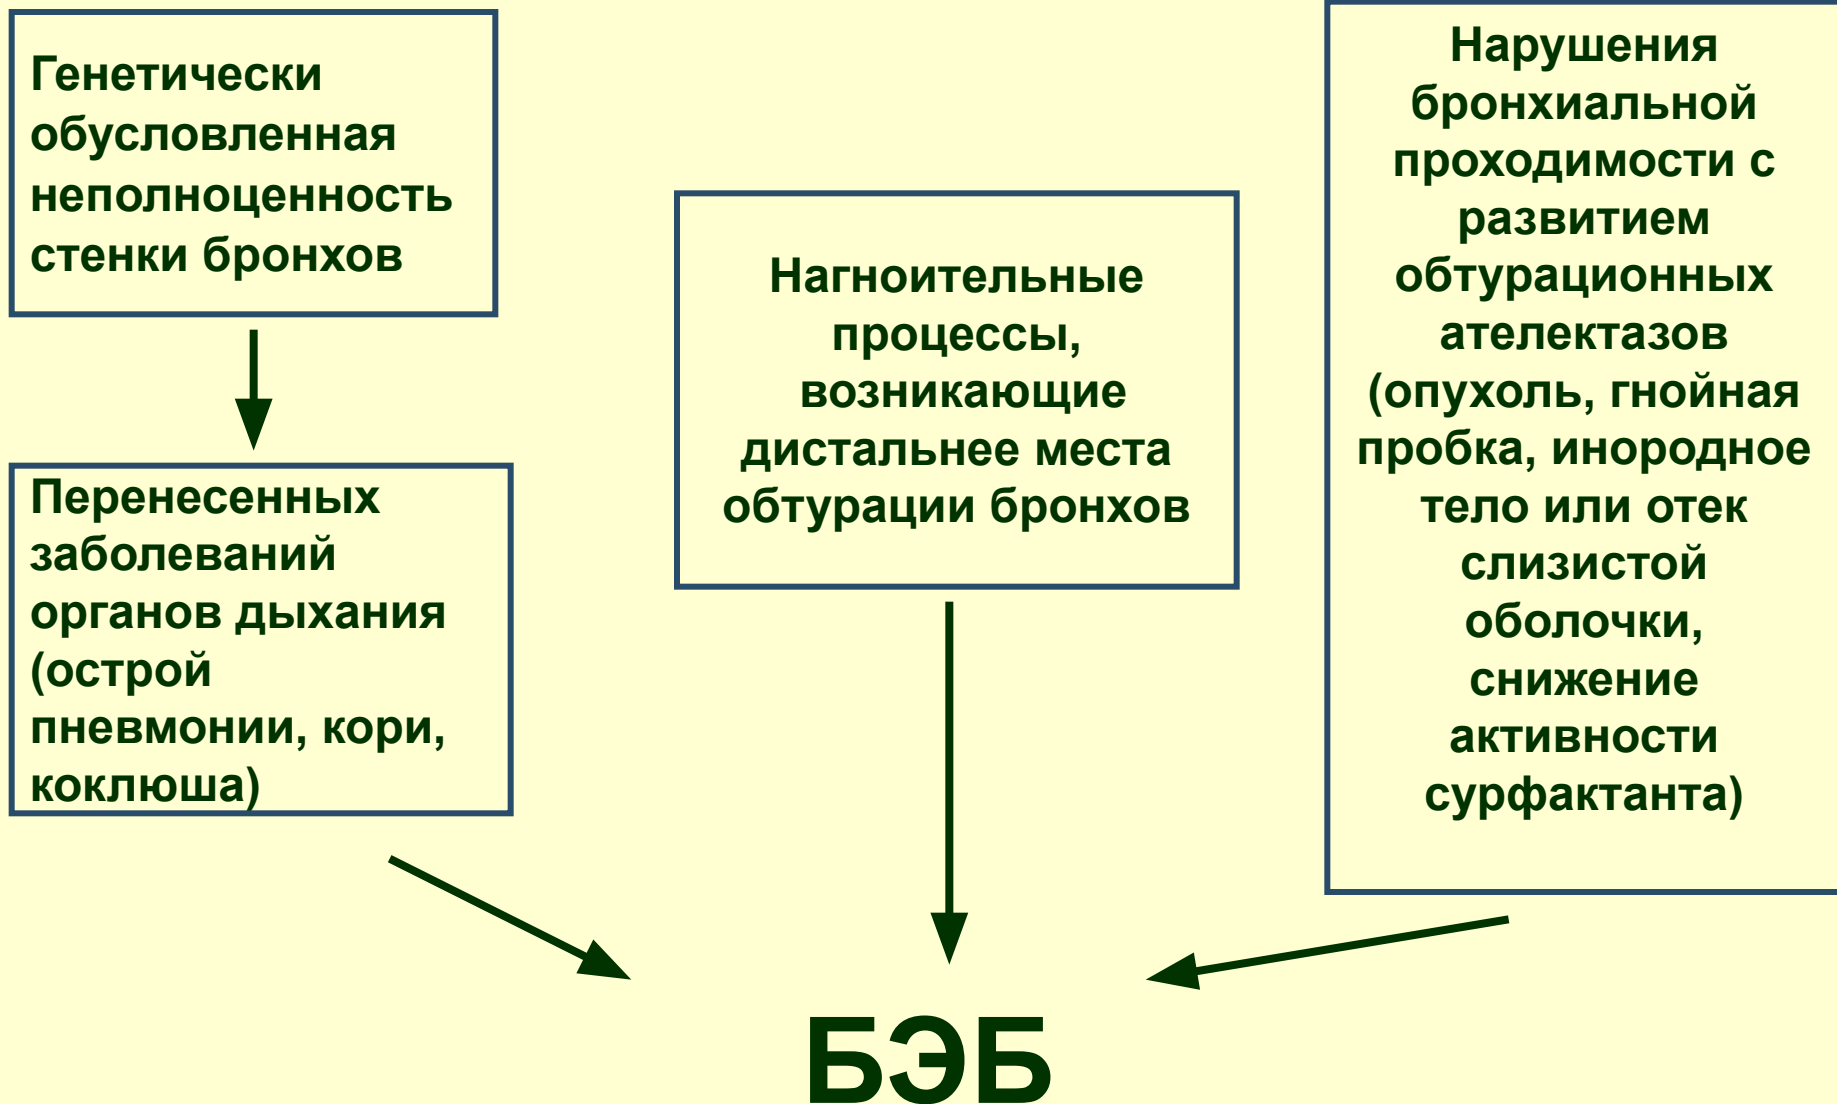 Генетически
обусловленная
неполноценность
стенки бронхов
Перенесенных
заболеваний
органов дыхания
(острой
пневмонии, кори,
коклюша)
Нагноительные
процессы,
возникающие
дистальнее места
обтурации бронхов
Нарушения
бронхиальной
проходимости с
развитием
обтурационных
ателектазов
(опухоль, гнойная
пробка, инородное
тело или отек
слизистой
оболочки,
снижение
активности
сурфактанта)
БЭБ